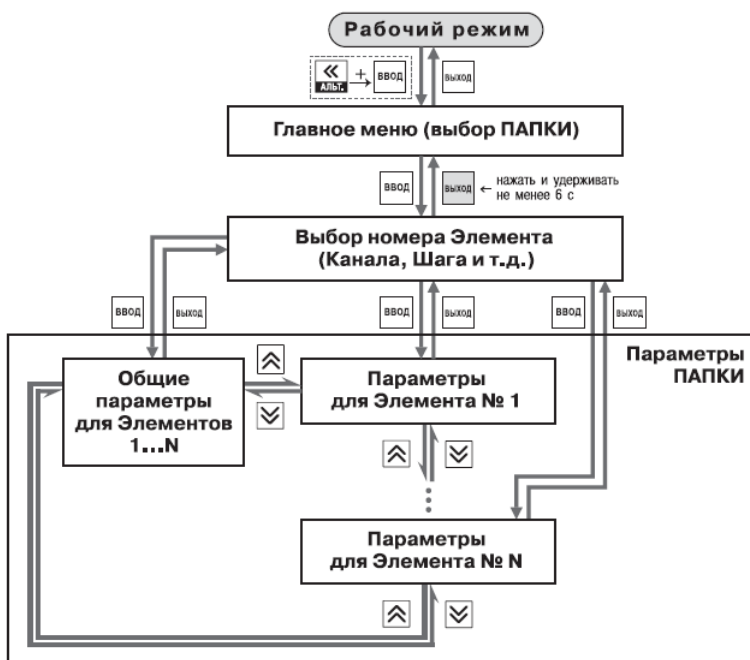 Рабочий режим
АЛЬТ.
+
ВВОД
ВЫХОД
Главное меню (выбор ПАПКИ)
ВВОД
ВЫХОД
← нажать и удерживать
не менее 6 с
Выбор номера Элемента
(Канала, Шага и т.д.)
ВВОД
ВЫХОД
ВВОД
ВЫХОД
ВВОД
ВЫХОД
Параметры
ПАПКИ
Общие
параметры
для Элементов
1...N
Параметры
для Элемента № 1
Параметры
для Элемента № N